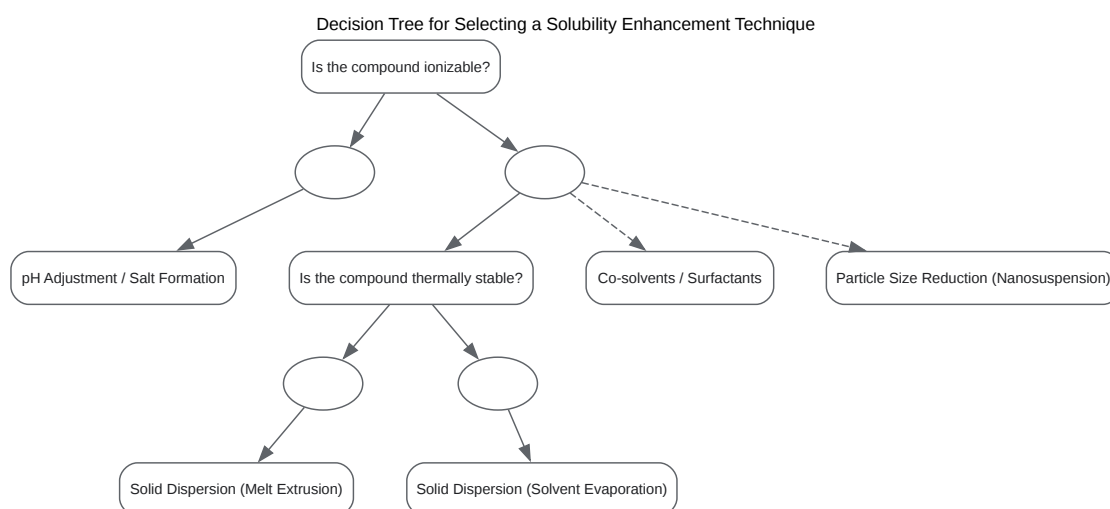 Decision Tree for Selecting a Solubility Enhancement Technique
Is the compound ionizable?
pH Adjustment / Salt Formation
Is the compound thermally stable?
Co-solvents / Surfactants
Particle Size Reduction (Nanosuspension)
Solid Dispersion (Melt Extrusion)
Solid Dispersion (Solvent Evaporation)